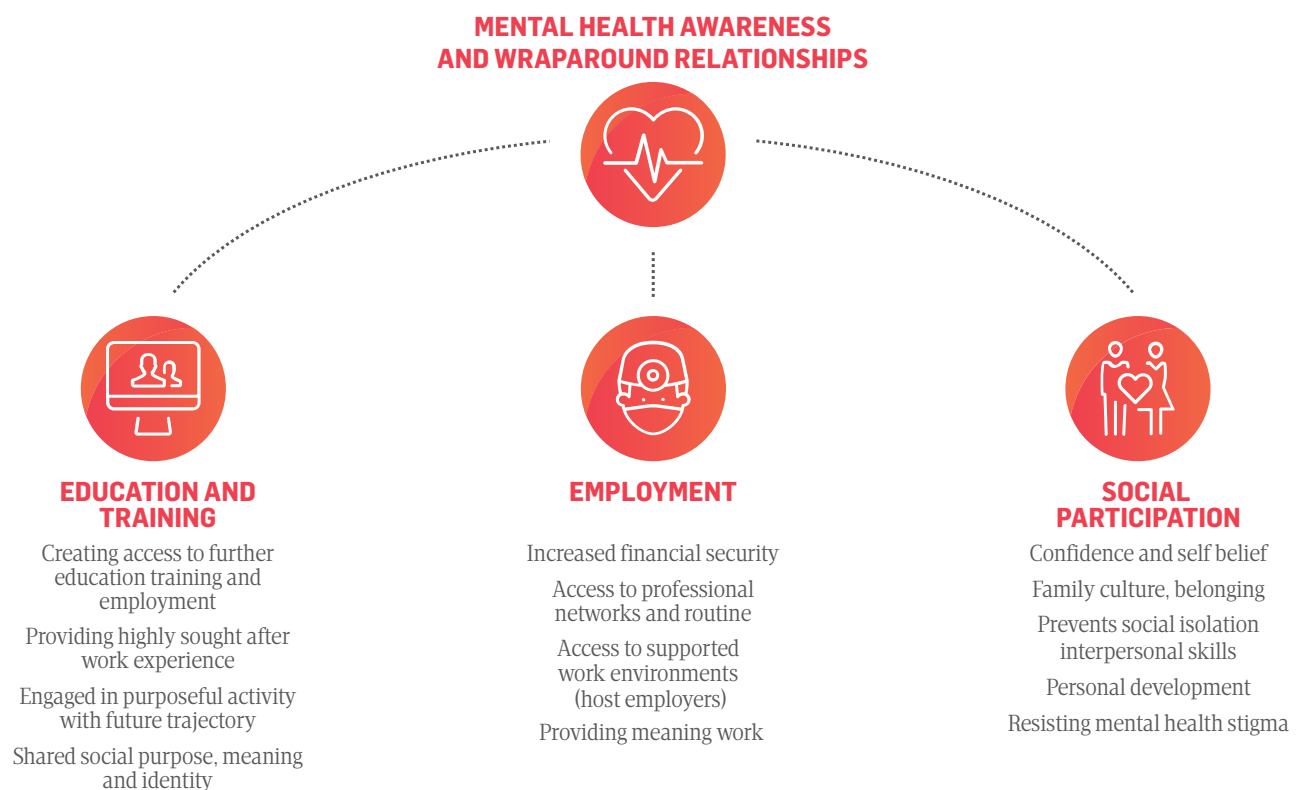 MENTAL HEALTH AWARENESS
AND WRAPAROUND RELATIONSHIPS
EDUCATION AND
TRAINING
Creating access to further
education training and
employment
Providing highly sought after
work experience
Engaged in purposeful activity
with future trajectory
Shared social purpose, meaning
and identity
EMPLOYMENT
Increased financial security
Access to professional
networks and routine
Access to supported
work environments
(host employers)
Providing meaning work
SOCIAL
PARTICIPATION
Confidence and self belief
Family culture, belonging
Prevents social isolation
interpersonal skills
Personal development
Resisting mental health stigma